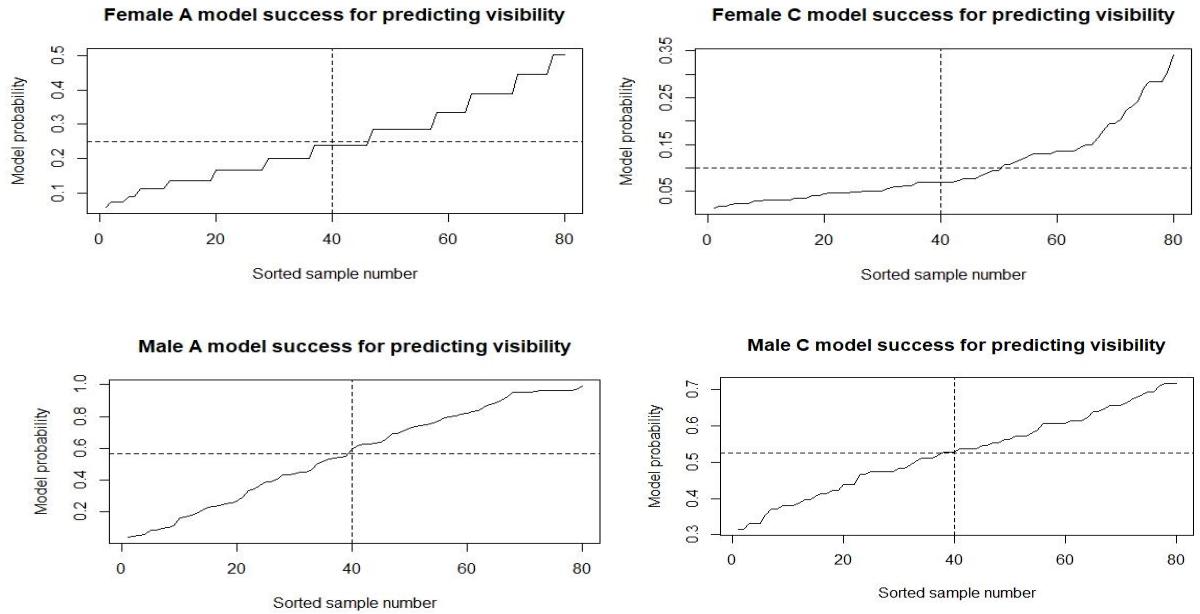 Female A model success for predicting visibility
Model probability
0.5
0.4
0.3
0.2
0.1
0 20 40 60 80
Sorted sample number
Female C model success for predicting visibility
Model probability
0.35
0.25
0.15
0.05
0 20 40 60 80
Sorted sample number
Male A model success for predicting visibility
Model probability
1.0
0.8
0.6
0.4
0.2
0 20 40 60 80
Sorted sample number
Male C model success for predicting visibility
Model probability
0.7
0.6
0.5
0.4
0.3
0 20 40 60 80
Sorted sample number